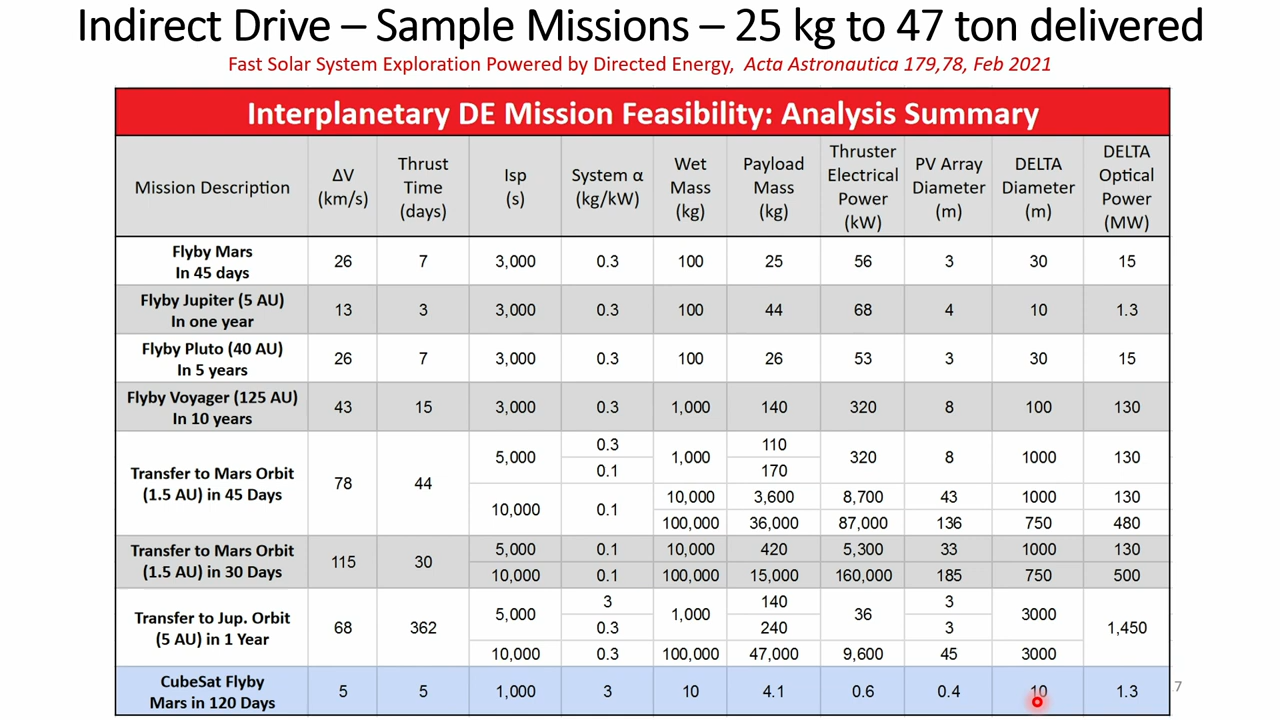 Indirect Drive – Sample Missions – 25 kg to 47 ton delivered
Fast Solar System Exploration Powered by Directed Energy, Acta Astronautica 179,78, Feb 2021
Interplanetary DE Mission Feasibility: Analysis Summary
Mission Description | ΔV (km/s) | Thrust Time (days) | Isp (s) | System α (kg/kW) | Wet Mass (kg) | Payload Mass (kg) | Thruster Electrical Power (kW) | PV Array Diameter (m) | DELTA Diameter (m) | DELTA Optical Power (MW)
Flyby Mars In 45 days | 26 | 7 | 3,000 | 0.3 | 100 | 25 | 56 | 3 | 30 | 15
Flyby Jupiter (5 AU) In one year | 13 | 3 | 3,000 | 0.3 | 100 | 44 | 68 | 4 | 10 | 1.3
Flyby Pluto (40 AU) In 5 years | 26 | 7 | 3,000 | 0.3 | 100 | 26 | 53 | 3 | 30 | 15
Flyby Voyager (125 AU) In 10 years | 43 | 15 | 3,000 | 0.3 | 1,000 | 140 | 320 | 8 | 100 | 130
Transfer to Mars Orbit (1.5 AU) in 45 Days | 78 | 44 | 5,000 | 0.3 | 1,000 | 110 | 320 | 8 | 1000 | 130
0.1 | 170
10,000 | 0.1 | 10,000 | 3,600 | 8,700 | 43 | 1000 | 130
100,000 | 36,000 | 87,000 | 136 | 750 | 480
Transfer to Mars Orbit (1.5 AU) in 30 Days | 115 | 30 | 5,000 | 0.1 | 10,000 | 420 | 5,300 | 33 | 1000 | 130
10,000 | 0.1 | 100,000 | 15,000 | 160,000 | 185 | 750 | 500
Transfer to Jup. Orbit (5 AU) in 1 Year | 68 | 362 | 5,000 | 3 | 1,000 | 140 | 36 | 3 | 3000 | 1,450
0.3 | 240 | 3
10,000 | 0.3 | 100,000 | 47,000 | 9,600 | 45 | 3000
CubeSat Flyby Mars in 120 Days | 5 | 5 | 1,000 | 3 | 10 | 4.1 | 0.6 | 0.4 | 10 | 1.3
7